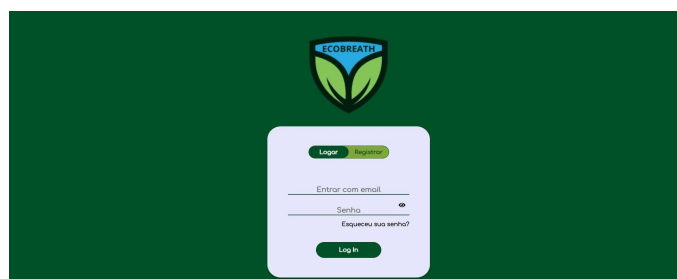 ECOBREATH
Logar Registrar
Entrar com email
Senha
Esqueceu sua senha?
Log In